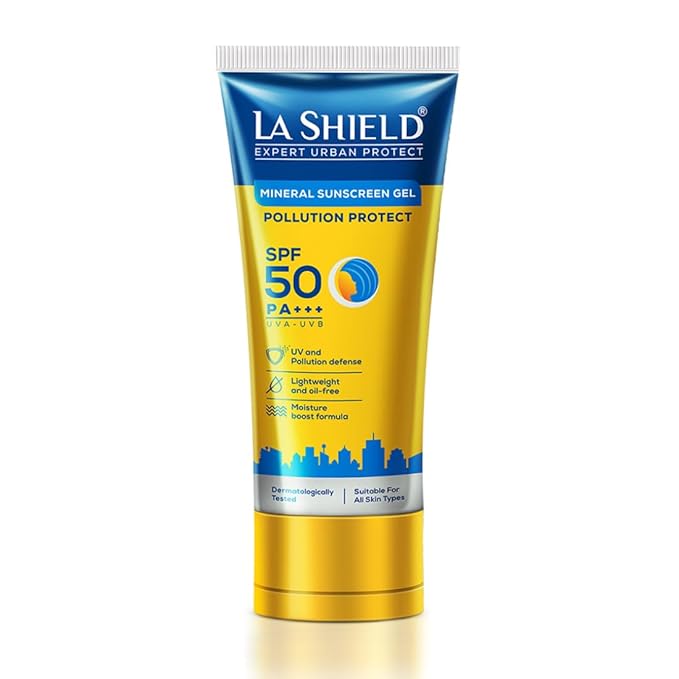 LA SHIELD®
EXPERT URBAN PROTECT
MINERAL SUNSCREEN GEL
POLLUTION PROTECT
SPF
50
PA+++
UVA-UVB
UV and
Pollution defense
Lightweight
and oil-free
Moisture
boost formula
Dermatologically
Tested
Suitable For
All Skin Types